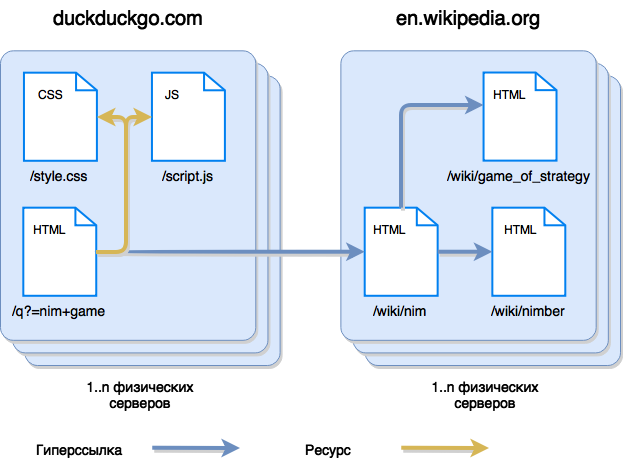 duckduckgo.com
en.wikipedia.org
CSS
JS
/style.css
/script.js
HTML
/q?=nim+game
HTML
/wiki/game_of_strategy
HTML
/wiki/nim
HTML
/wiki/nimber
1..n физических
серверов
1..n физических
серверов
Гиперссылка
Ресурс